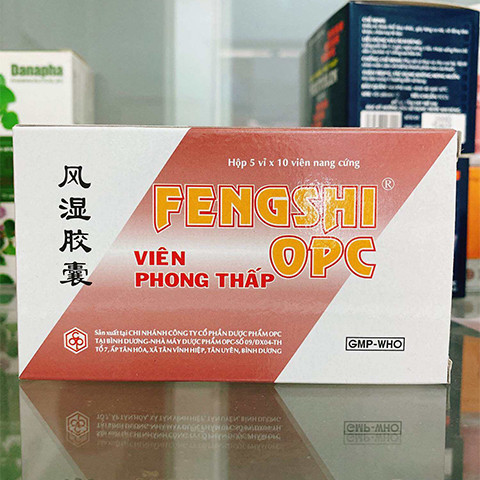 Danapha
Hộp 5 vỉ x 10 viên nang cứng
风湿胶囊
FENGSHI®
OPC
VIÊN
PHONG THẤP
Sản xuất tại CHI NHÁNH CÔNG TY CỔ PHẦN DƯỢC PHẨM OPC
TẠI BÌNH DƯƠNG-NHÀ MÁY DƯỢC PHẨM OPC-SỐ 09/ĐX04-TH
TỔ 7, ẤP TÂN HÓA, XÃ TÂN VĨNH HIỆP, TÂN UYÊN, BÌNH DƯƠNG
GMP-WHO